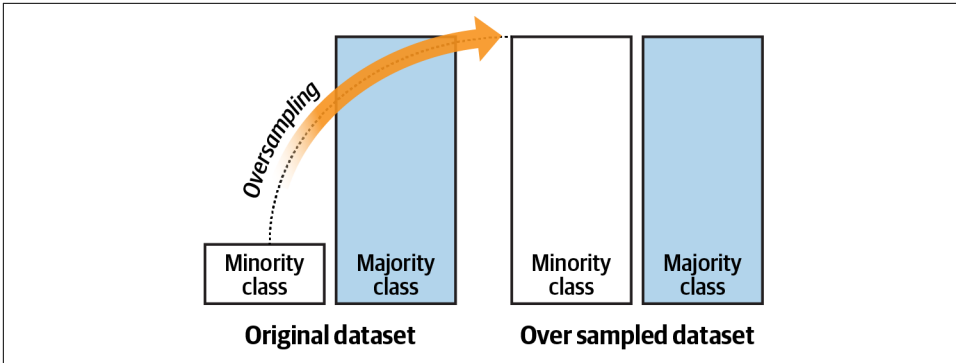 Oversampling
Minority
class
Majority
class
Minority
class
Majority
class
Original dataset
Over sampled dataset